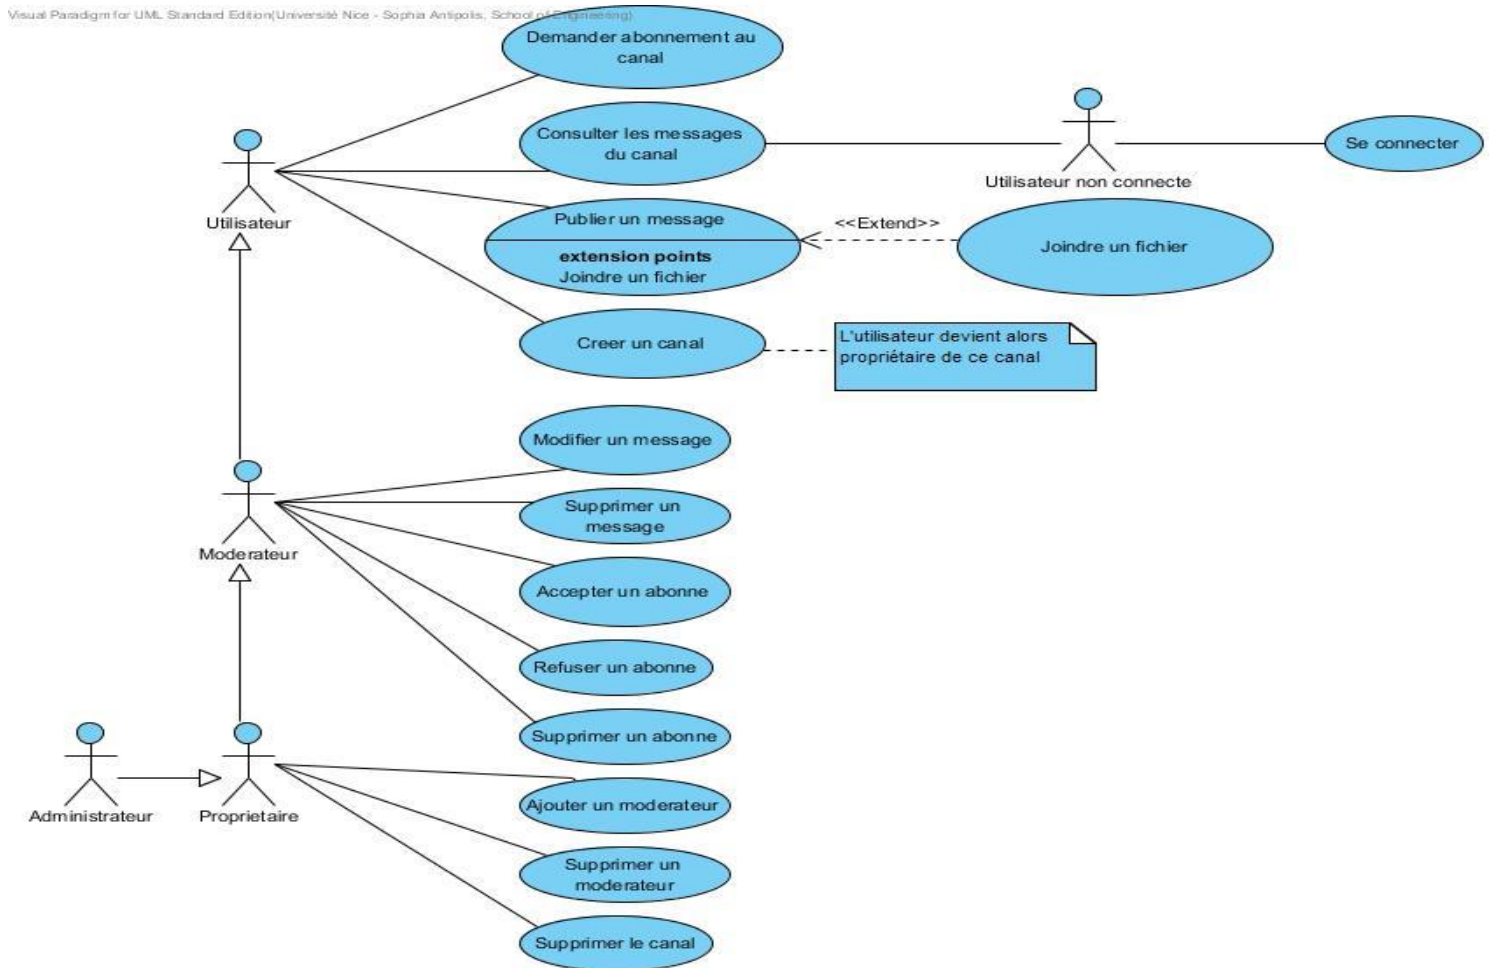 Visual Paradigm for UML Standard Edition(Université Nice - Sophia Antipolis, School of Engineering)
Demander abonnement au
canal
Consulter les messages
du canal
Se connecter
Utilisateur non connecte
Utilisateur
Publier un message
<<Extend>>
Joindre un fichier
extension points
Joindre un fichier
Creer un canal
L'utilisateur devient alors
propriétaire de ce canal
Modifier un message
Supprimer un
message
Moderateur
Accepter un abonne
Refuser un abonne
Supprimer un abonne
Ajouter un moderateur
Administrateur
Proprietaire
Supprimer un
moderateur
Supprimer le canal